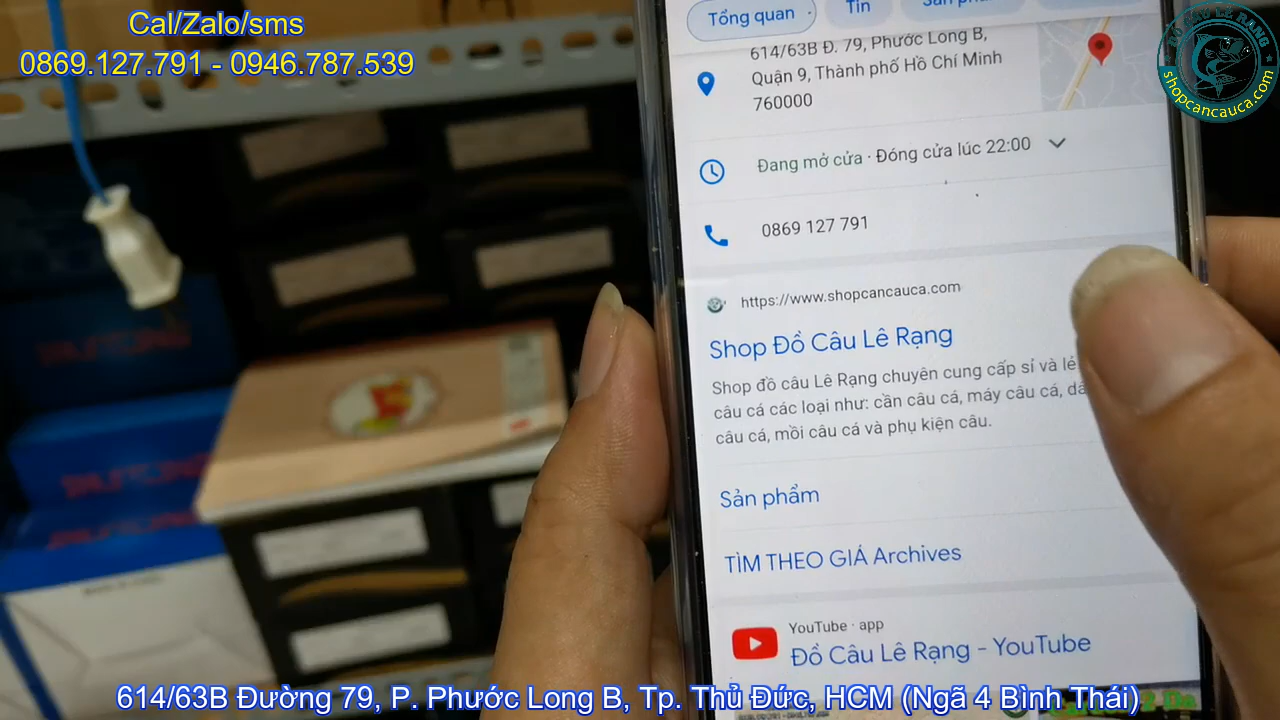 Cal/Zalo/sms
0869.127.791 - 0946.787.539
shopcancauca.com
Tổng quan
Tin
614/63B Đ. 79, Phước Long B,
Quận 9, Thành phố Hồ Chí Minh
760000
Đang mở cửa · Đóng cửa lúc 22:00
0869 127 791
https://www.shopcancauca.com
Shop Đồ Câu Lê Rạng
Shop đồ câu Lê Rạng chuyên cung cấp sỉ và lẻ
câu cá các loại như: cần câu cá, máy câu cá,
câu cá, mồi câu cá và phụ kiện câu.
Sản phẩm
TÌM THEO GIÁ Archives
YouTube · app
Đồ Câu Lê Rạng - YouTube
614/63B Đường 79, P. Phước Long B, Tp. Thủ Đức, HCM (Ngã 4 Bình Thái)